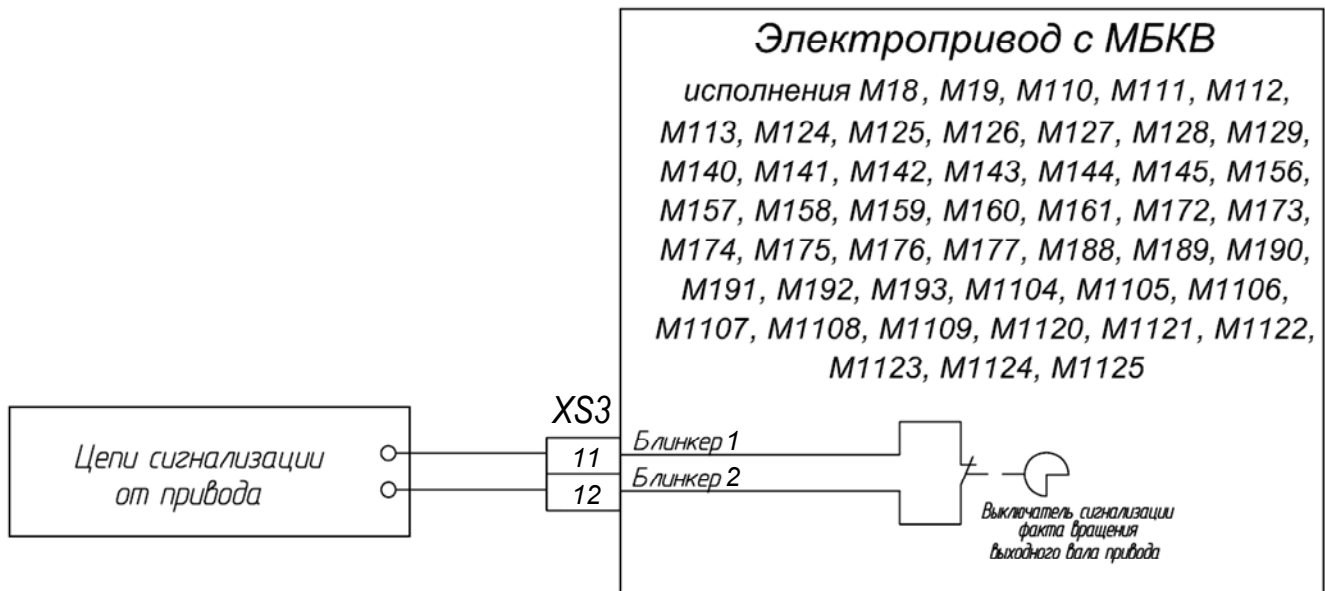 Электропривод с МБКВ
исполнения М18, М19, М110, М111, М112,
М113, М124, М125, М126, М127, М128, М129,
М140, М141, М142, М143, М144, М145, М156,
М157, М158, М159, М160, М161, М172, М173,
М174, М175, М176, М177, М188, М189, М190,
М191, М192, М193, М1104, М1105, М1106,
М1107, М1108, М1109, М1120, М1121, М1122,
М1123, М1124, М1125
XS3
Цепи сигнализации
от привода
11
Блинкер 1
12
Блинкер 2
Выключатель сигнализации
факта вращения
выходного вала привода